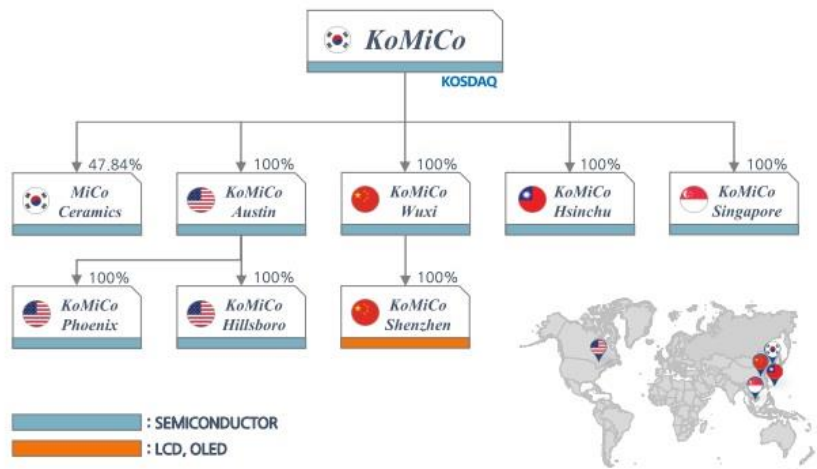 KoMiCo
KOSDAQ
47.84%
100%
100%
100%
100%
MiCo
Ceramics
KoMiCo
Austin
KoMiCo
Wuxi
KoMiCo
Hsinchu
KoMiCo
Singapore
100%
100%
100%
KoMiCo
Phoenix
KoMiCo
Hillsboro
KoMiCo
Shenzhen
: SEMICONDUCTOR
: LCD, OLED